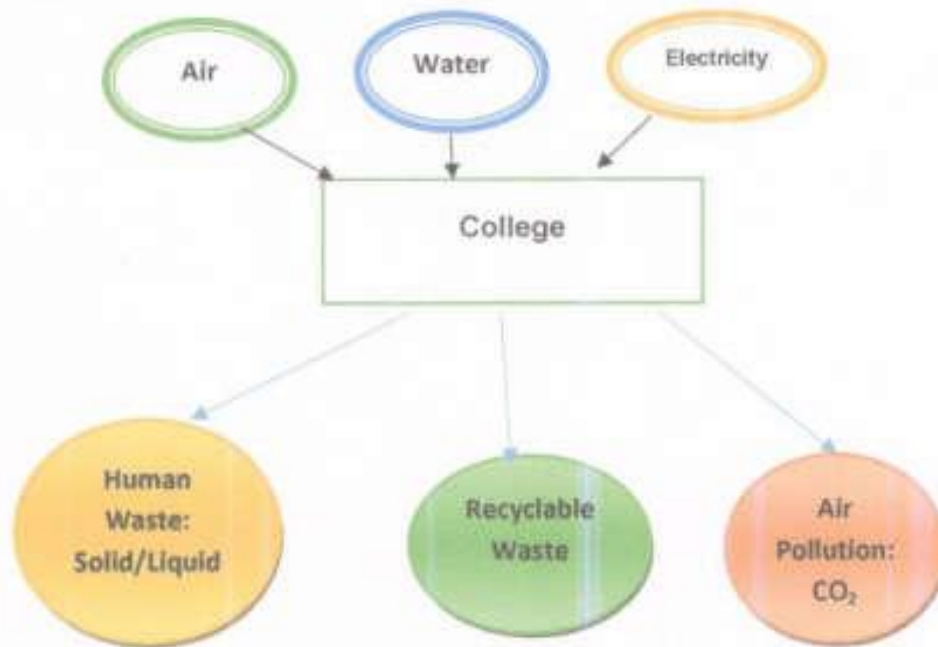 Air
Water
Electricity
College
Human
Waste:
Solid/Liquid
Recyclable
Waste
Air
Pollution:
CO₂